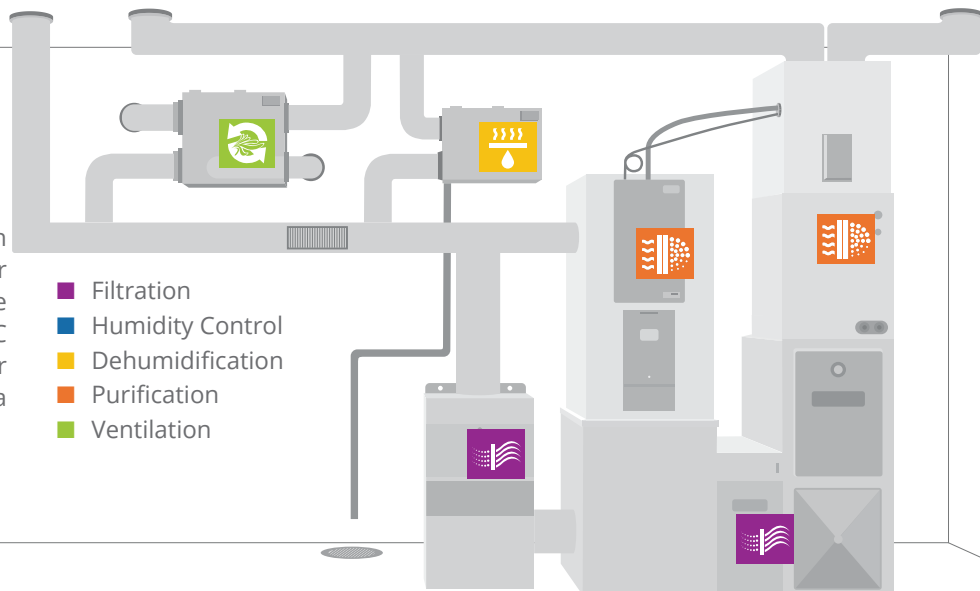 Filtration
Humidity Control
Dehumidification
Purification
Ventilation